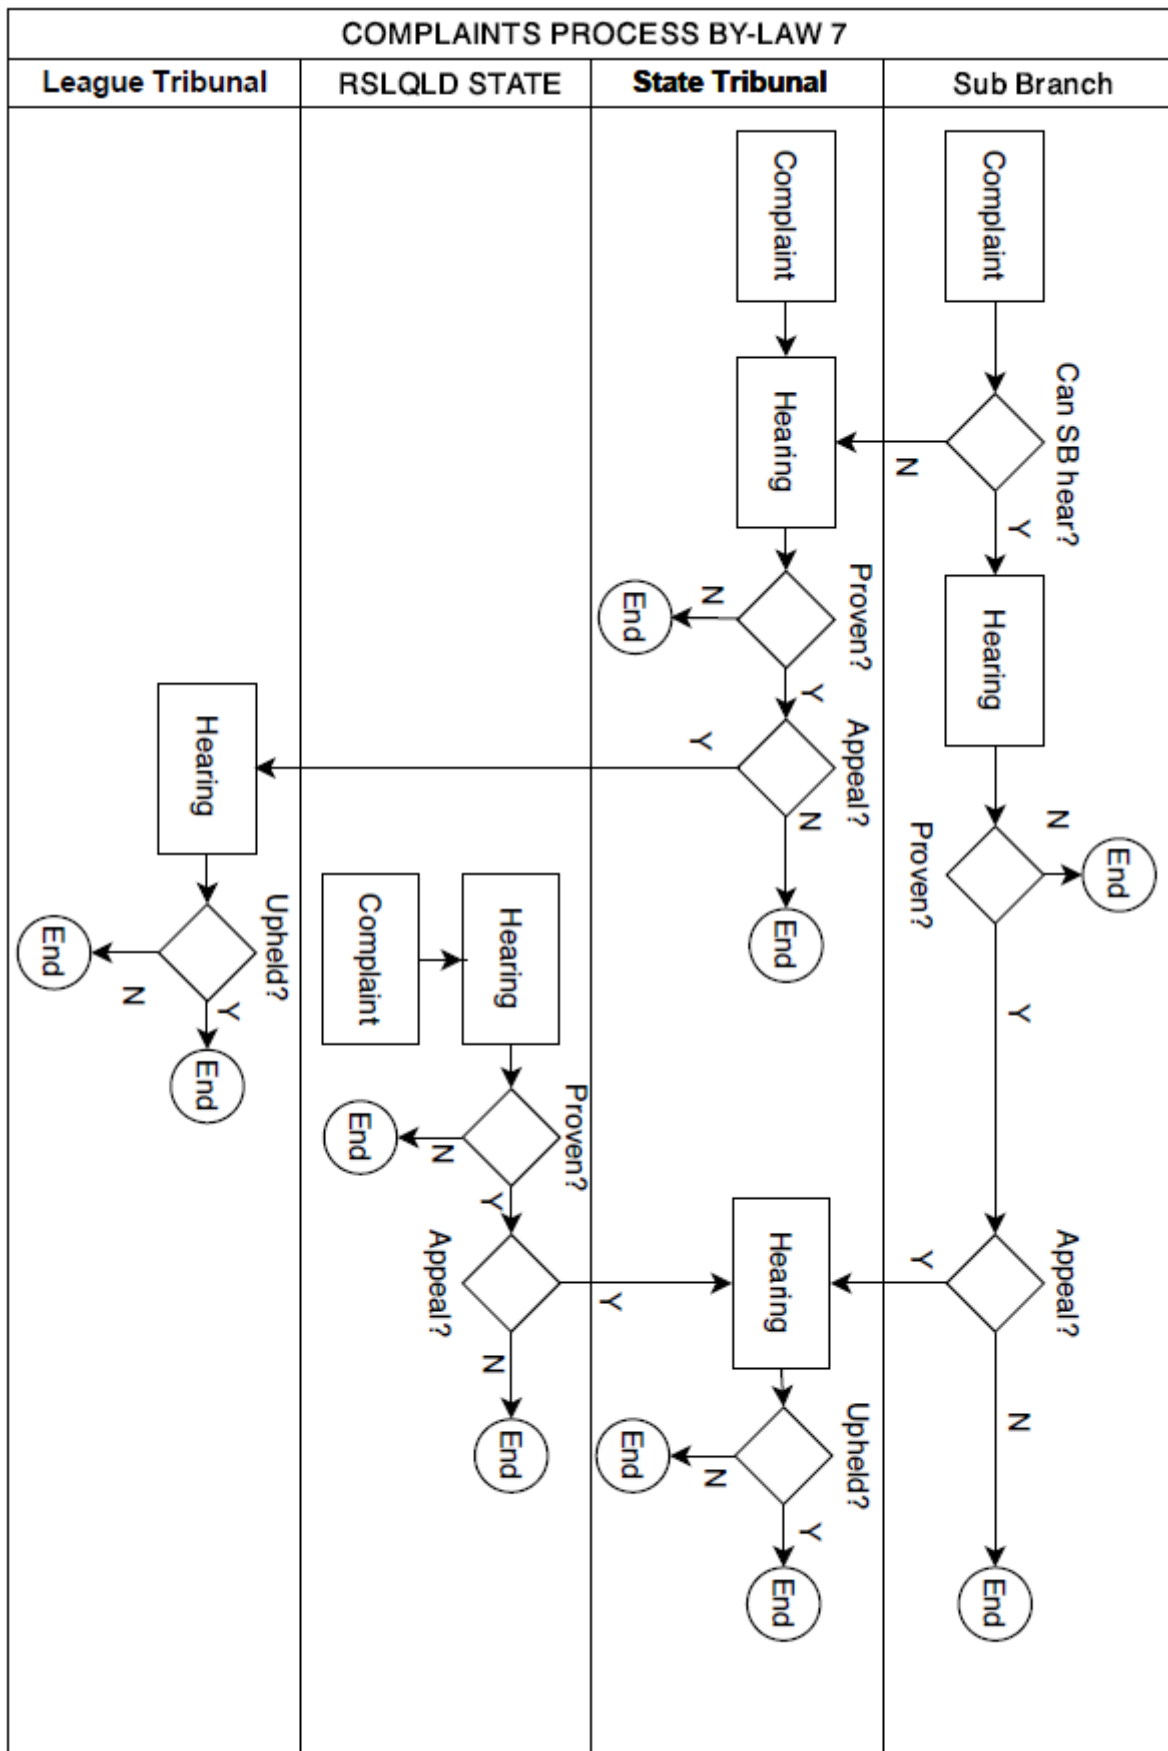 COMPLAINTS PROCESS BY-LAW 7
League Tribunal
RSLQLD STATE
State Tribunal
Sub Branch
Complaint
Complaint
Can SB hear?
Hearing
N
Y
Proven?
Hearing
N
End
Y
Appeal?
Hearing
Y
N
N
End
Proven?
End
Y
Hearing
Complaint
Upheld?
End
N
Y
End
Proven?
End
N
Y
Appeal?
Hearing
Y
Y
Appeal?
N
End
Upheld?
N
End
N
Y
End
End